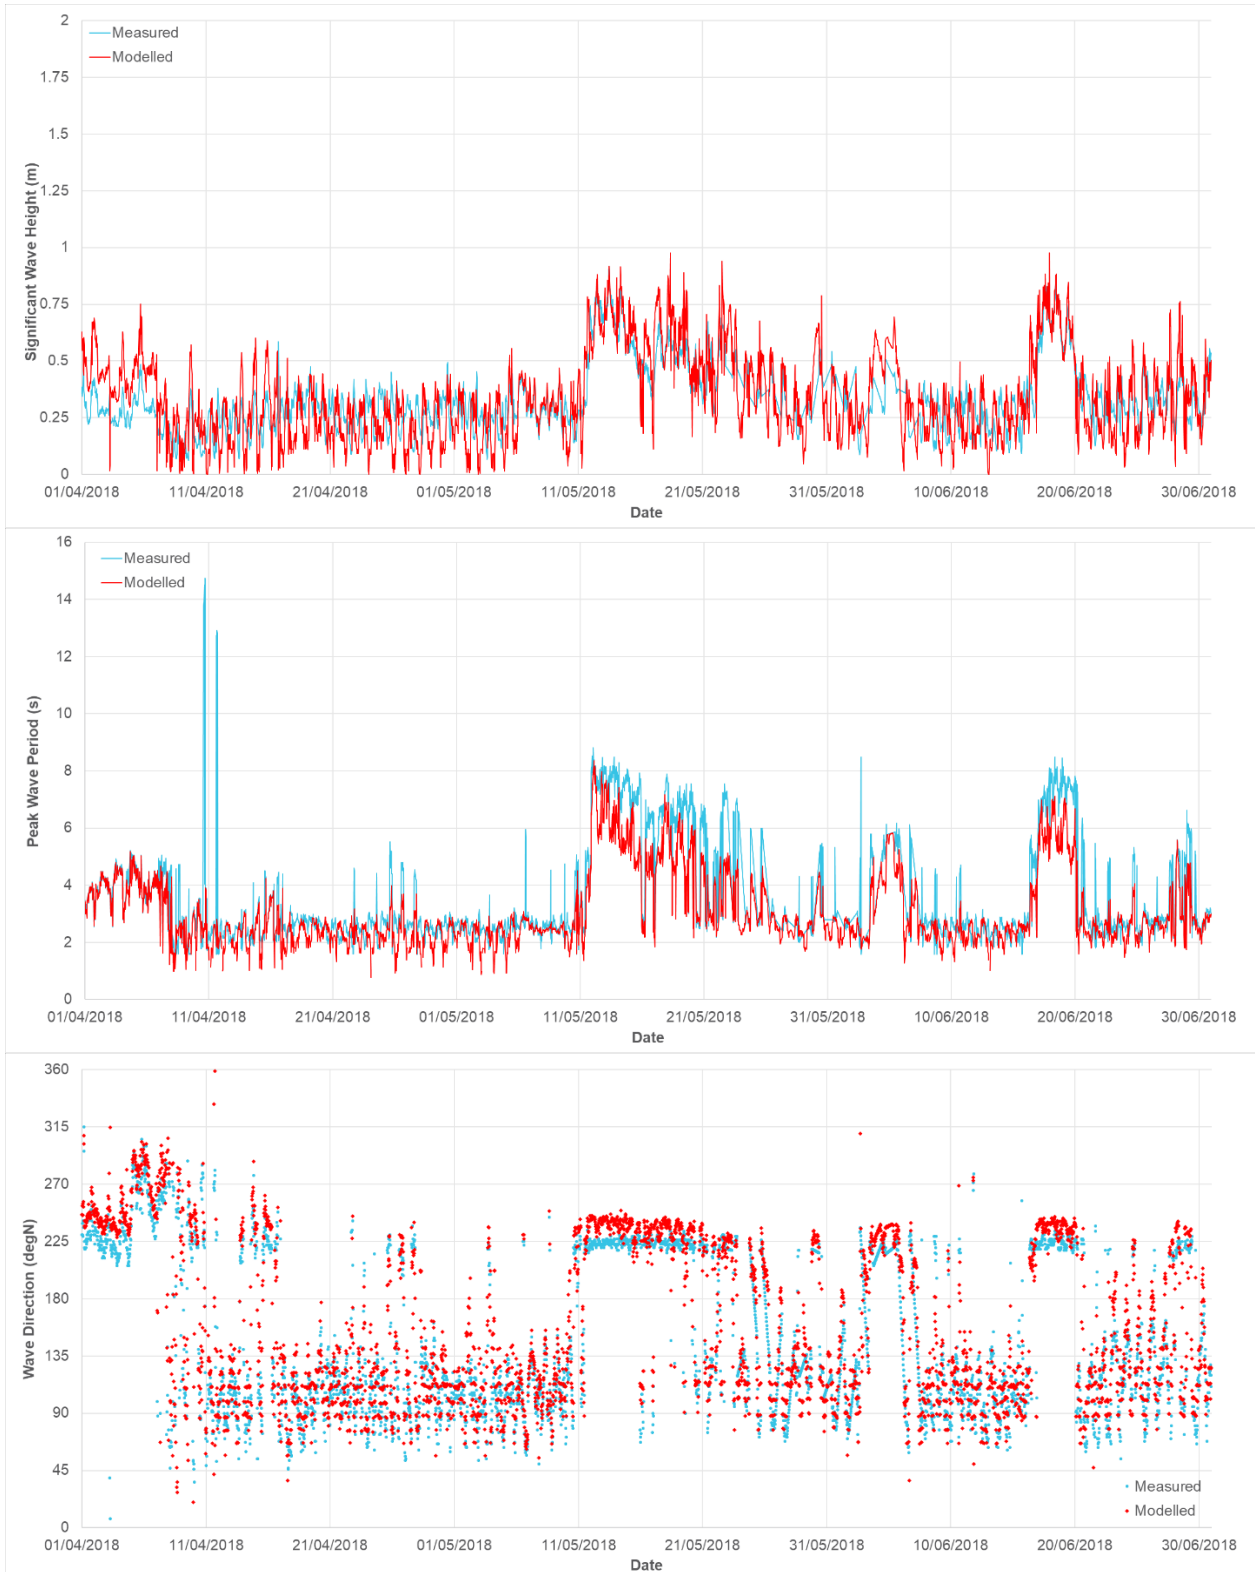 2
Measured
Modelled
1.75
1.5
1.25
1
0.75
0.5
0.25
0
Significant Wave Height (m)
01/04/2018 11/04/2018 21/04/2018 01/05/2018 11/05/2018 21/05/2018 31/05/2018 10/06/2018 20/06/2018 30/06/2018
Date
16
Measured
Modelled
14
12
10
8
6
4
2
0
Peak Wave Period (s)
01/04/2018 11/04/2018 21/04/2018 01/05/2018 11/05/2018 21/05/2018 31/05/2018 10/06/2018 20/06/2018 30/06/2018
Date
360
315
270
225
180
135
90
45
0
Wave Direction (degN)
Measured
Modelled
01/04/2018 11/04/2018 21/04/2018 01/05/2018 11/05/2018 21/05/2018 31/05/2018 10/06/2018 20/06/2018 30/06/2018
Date